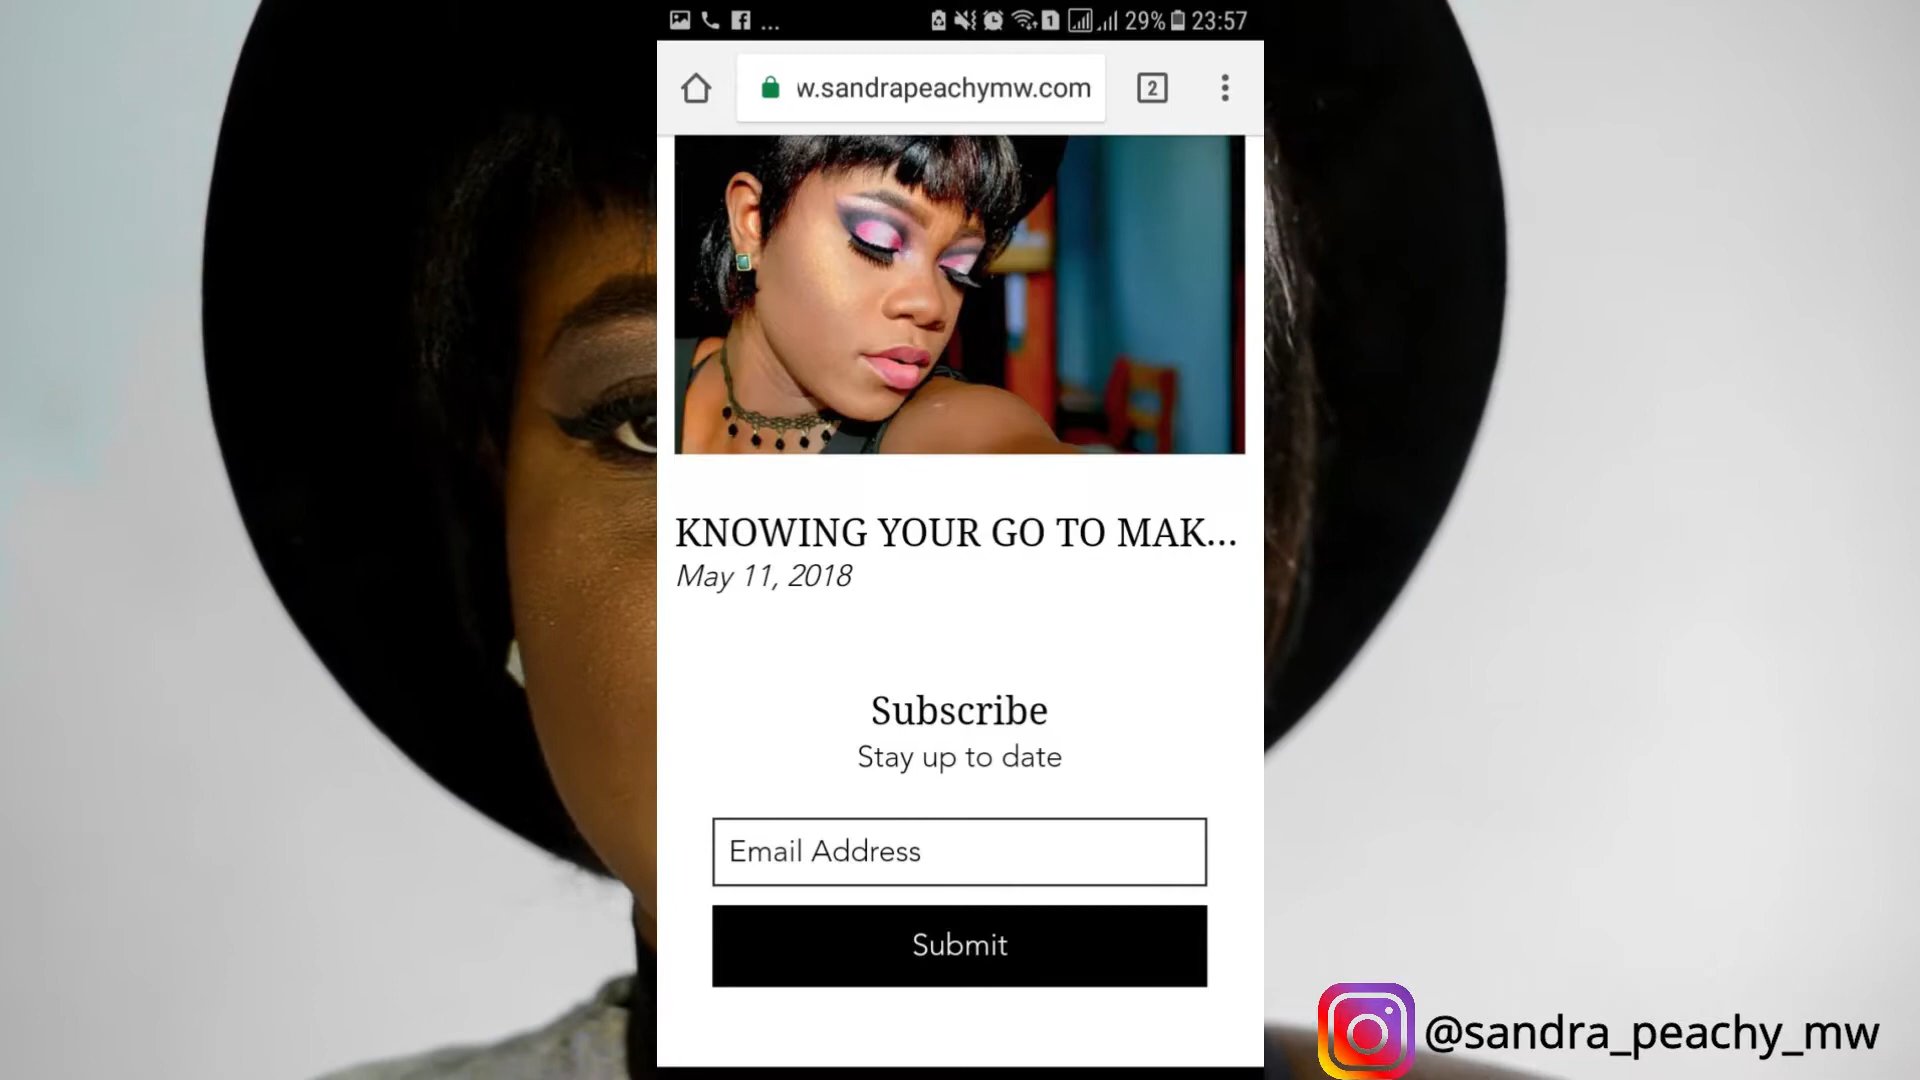 ... 1 29% 23:57
w.sandrapeachymw.com 2
KNOWING YOUR GO TO MAK...
May 11, 2018
Subscribe
Stay up to date
Email Address
Submit
@sandra_peachy_mw